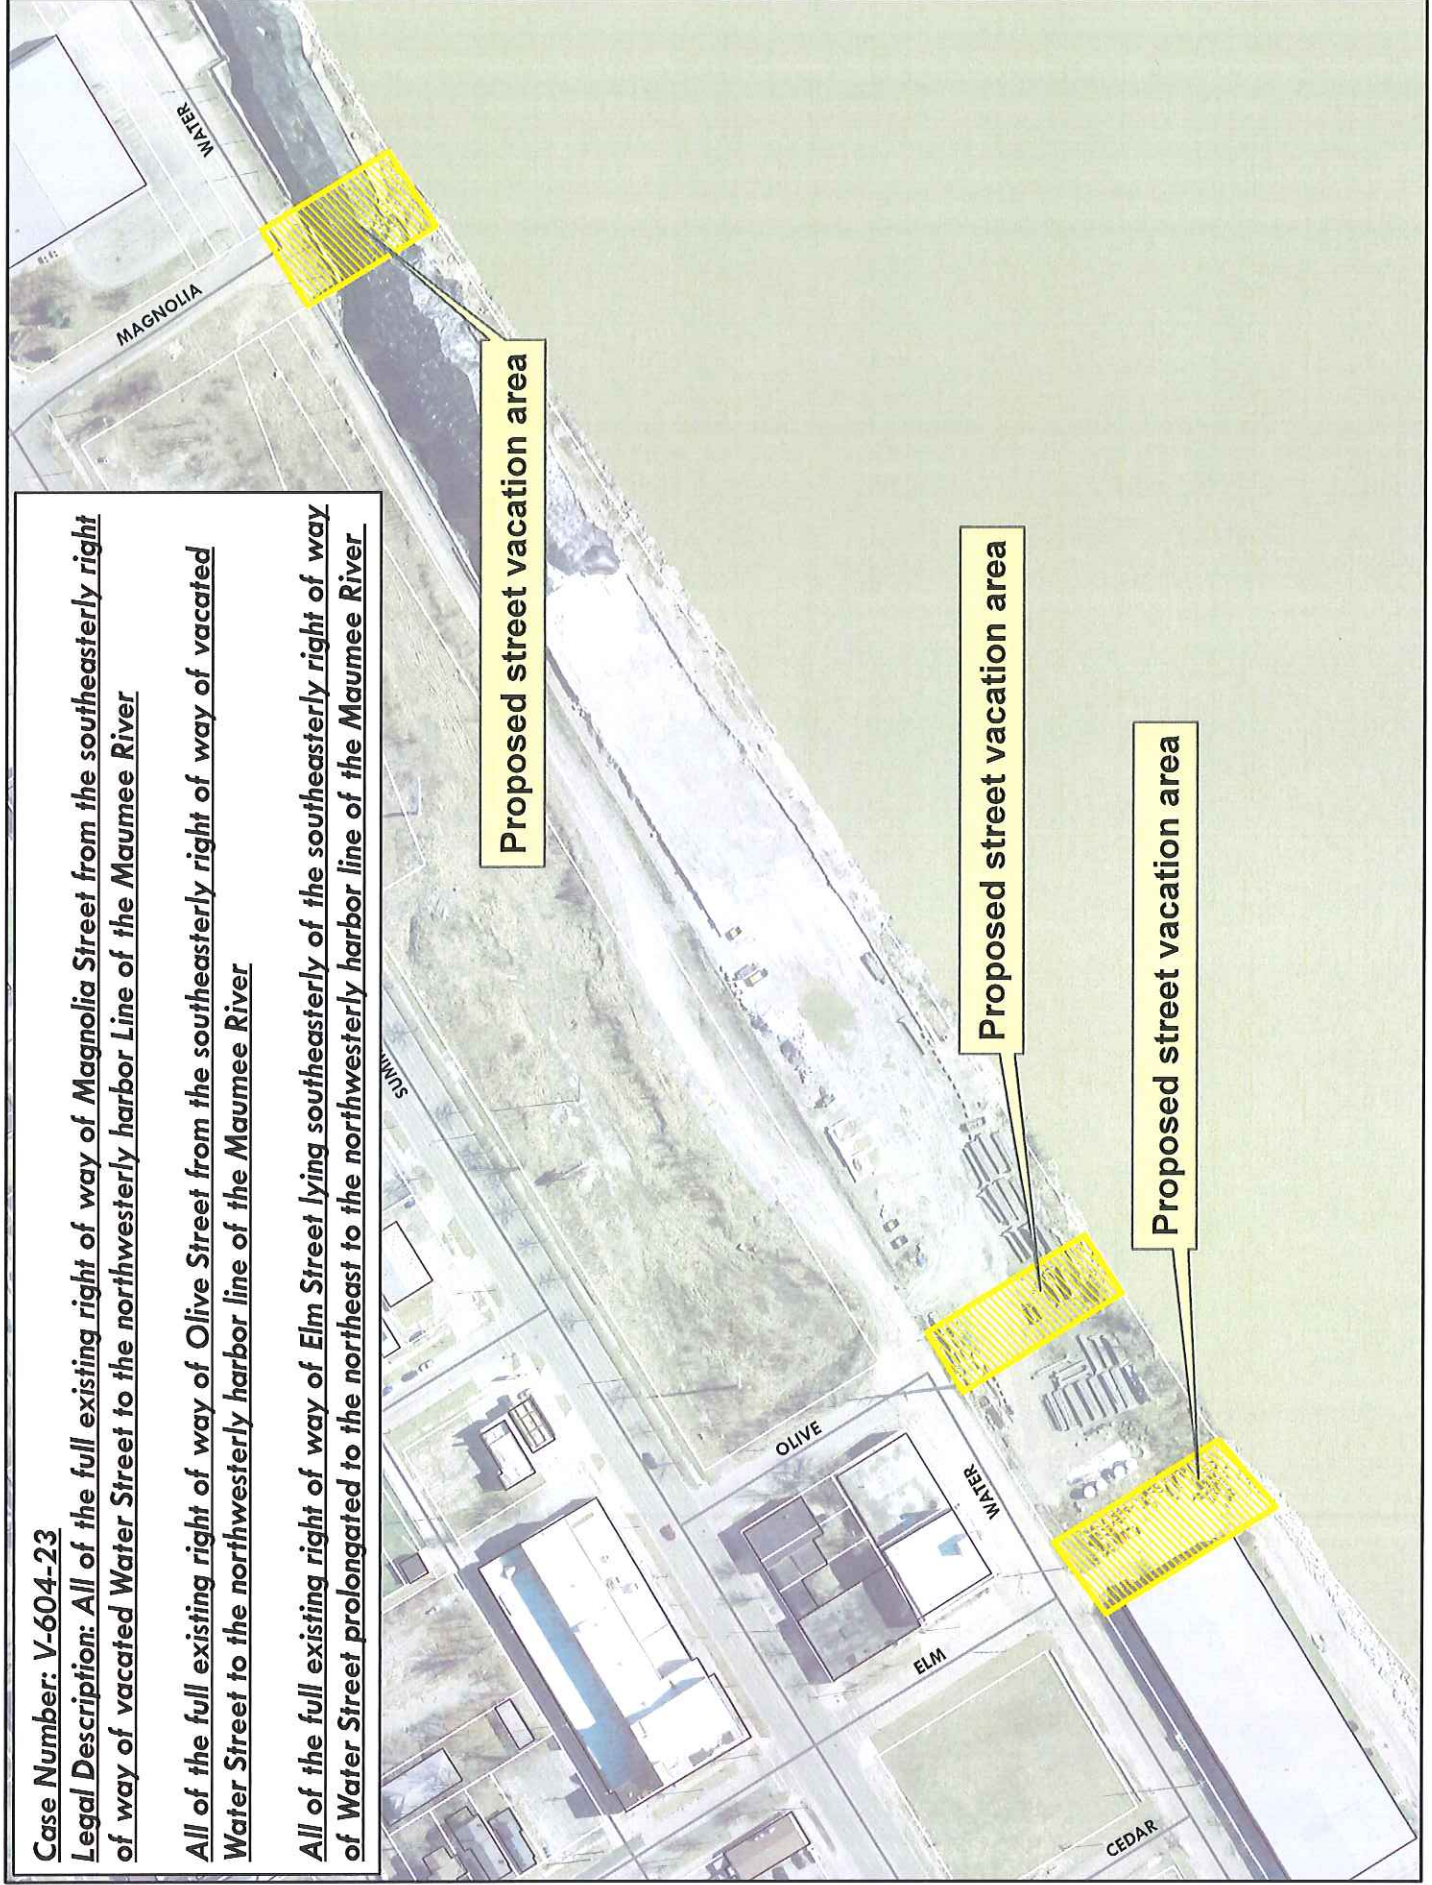 Case Number: V-604-23
Legal Description: All of the full existing right of way of Magnolia Street from the southeasterly right
of way of vacated Water Street to the northwesterly harbor Line of the Maumee River
All of the full existing right of way of Olive Street from the southeasterly right of way of vacated
Water Street to the northwesterly harbor line of the Maumee River
All of the full existing right of way of Elm Street lying southeasterly of the southeasterly right of way
of Water Street prolongated to the northeast to the northwesterly harbor line of the Maumee River
WATER
MAGNOLIA
Proposed street vacation area
SUMM
Proposed street vacation area
OLIVE
WATER
Proposed street vacation area
ELM
CEDAR